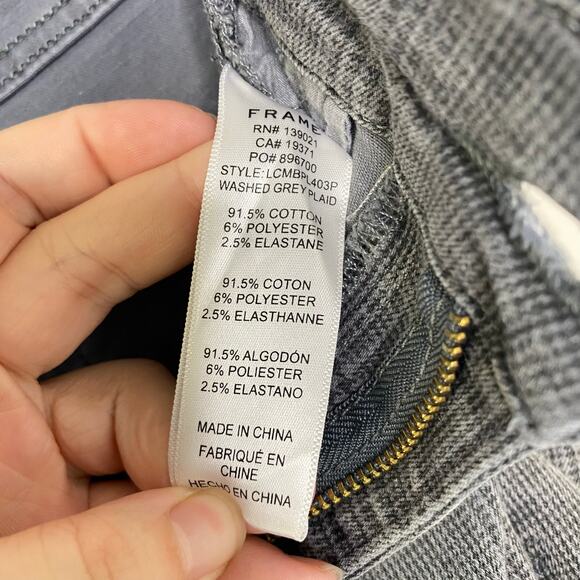 FRAME
RN# 139021
CA# 19371
PO# 896700
STYLE: LCMBPL403P
WASHED GREY PLAID
91.5% COTTON
6% POLYESTER
2.5% ELASTANE
91.5% COTON
6% POLYESTER
2.5% ELASTHANNE
91.5% ALGODÓN
6% POLIESTER
2.5% ELASTANO
MADE IN CHINA
FABRIQUÉ EN
CHINE
HECHO EN CHINA